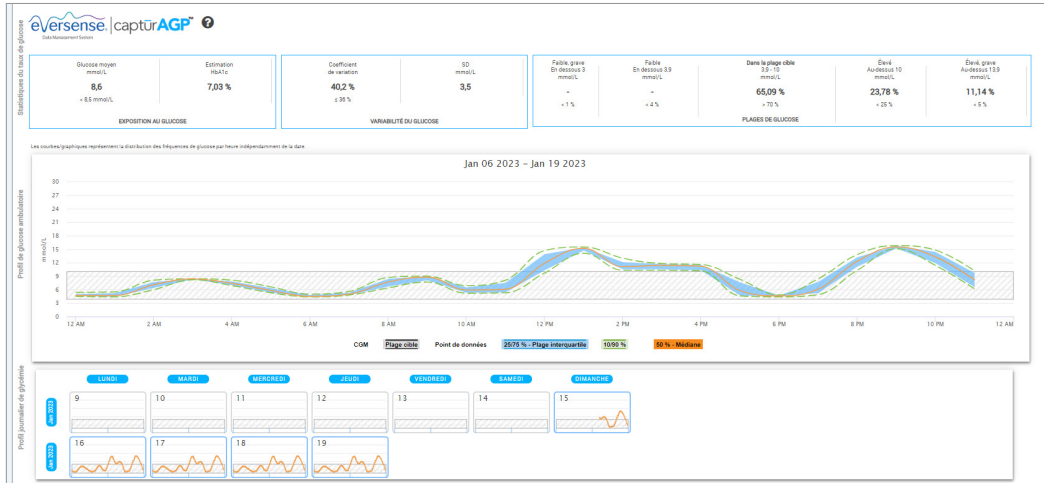 eversense. | captūrAGP™ ?
Data Management System
Statistiques du taux de glucose
Glucose moyen
mmol/L
8,6
< 8,5 mmol/L
Estimation
HbA1c
7,03 %
EXPOSITION AU GLUCOSE
Coefficient
de variation
40,2 %
≤ 36 %
SD
mmol/L
3,5
VARIABILITÉ DU GLUCOSE
Faible, grave
En dessous 3
mmol/L
-
< 1 %
Faible
En dessous 3,9
mmol/L
-
< 4 %
Dans la plage cible
3,9 - 10
mmol/L
65,09 %
> 70 %
Élevé
Au-dessus 10
mmol/L
23,78 %
< 25 %
Élevé, grave
Au-dessus 13,9
mmol/L
11,14 %
< 5 %
PLAGES DE GLUCOSE
Les courbes/graphiques représentent la distribution des fréquences de glucose par heure indépendamment de la date.
Profil de glucose ambulatoire
Jan 06 2023 – Jan 19 2023
mmol/L
30
27
24
21
18
15
12
9
6
3
0
12 AM 2 AM 4 AM 6 AM 8 AM 10 AM 12 PM 2 PM 4 PM 6 PM 8 PM 10 PM 12 AM
CGM Plage cible Point de données 25/75 % - Plage interquartile 10/90 % 50 % - Médiane
Profil journalier de glycémie
LUNDI MARDI MERCREDI JEUDI VENDREDI SAMEDI DIMANCHE
Jan 2023
9 10 11 12 13 14 15
Jan 2023
16 17 18 19